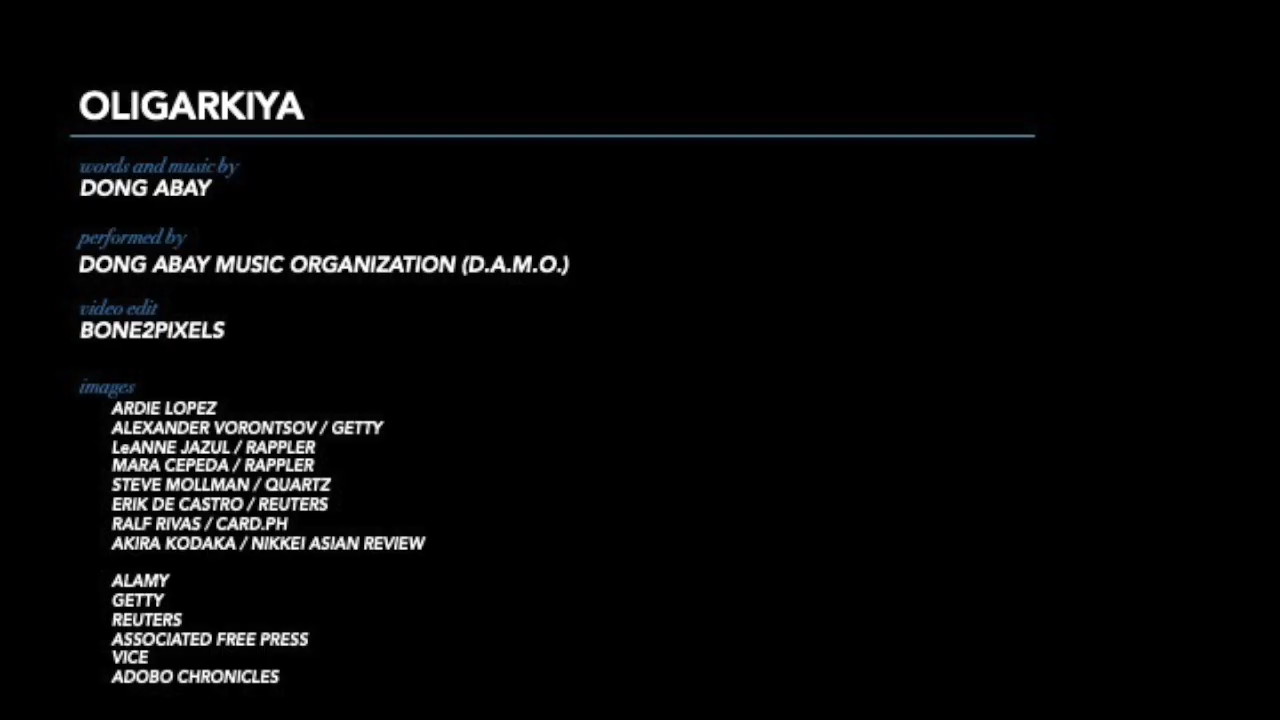 OLIGARKIYA
words and music by
DONG ABAY
performed by
DONG ABAY MUSIC ORGANIZATION (D.A.M.O.)
video edit
BONE2PIXELS
images
ARDIE LOPEZ
ALEXANDER VORONTSOV / GETTY
LeANNE JAZUL / RAPPLER
MARA CEPEDA / RAPPLER
STEVE MOLLMAN / QUARTZ
ERIK DE CASTRO / REUTERS
RALF RIVAS / CARD.PH
AKIRA KODAKA / NIKKEI ASIAN REVIEW
ALAMY
GETTY
REUTERS
ASSOCIATED FREE PRESS
VICE
ADOBO CHRONICLES